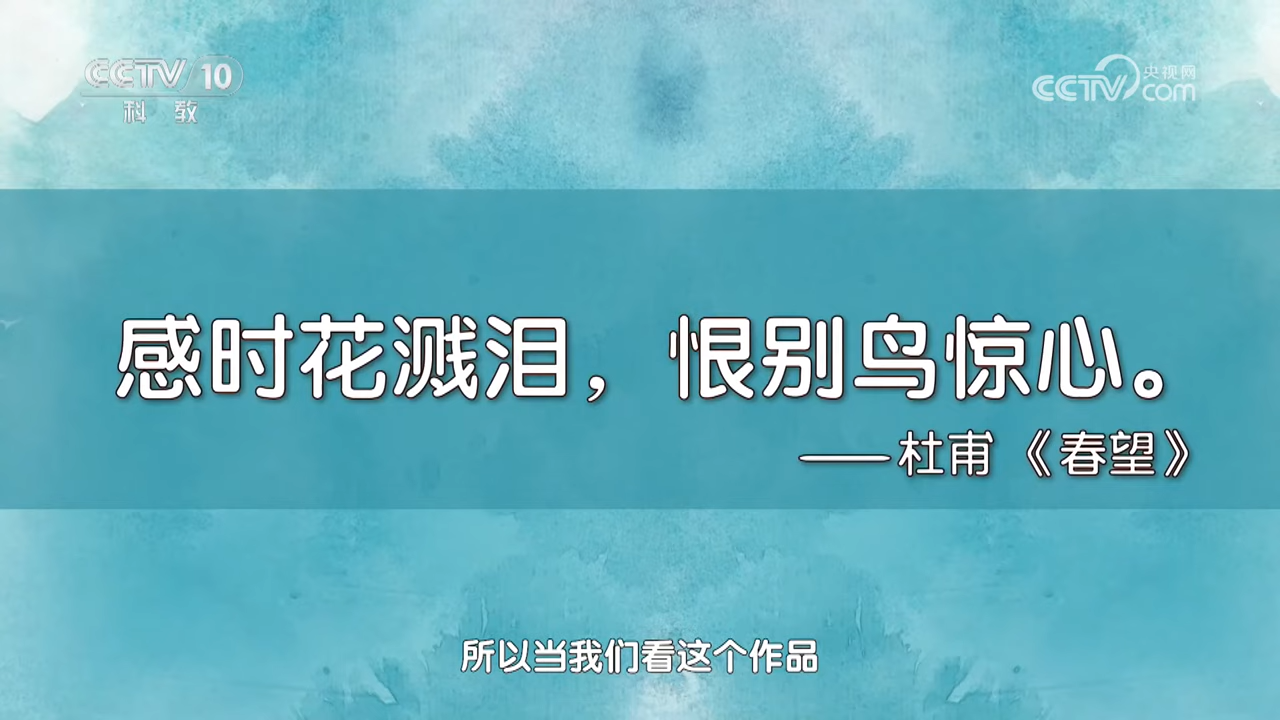 CCTV 10
科教
央视网
CCTV.com
感时花溅泪，恨别鸟惊心。
——杜甫《春望》
所以当我们看这个作品